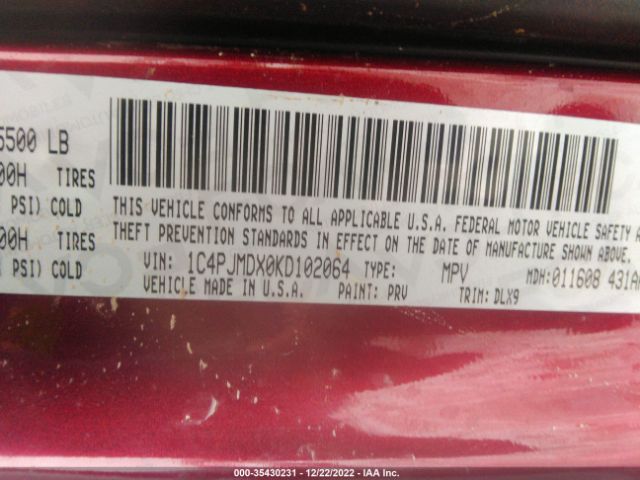 5500 LB
00H TIRES
PSI) COLD
00H TIRES
PSI) COLD
THIS VEHICLE CONFORMS TO ALL APPLICABLE U.S.A. FEDERAL MOTOR VEHICLE SAFETY A
THEFT PREVENTION STANDARDS IN EFFECT ON THE DATE OF MANUFACTURE SHOWN ABOVE.
VIN: 1C4PJMDX0KD102064 TYPE: MPV MDH:011608 431A
VEHICLE MADE IN U.S.A. PAINT: PRV TRIM: DLX9
000-35430231 - 12/22/2022 - IAA Inc.